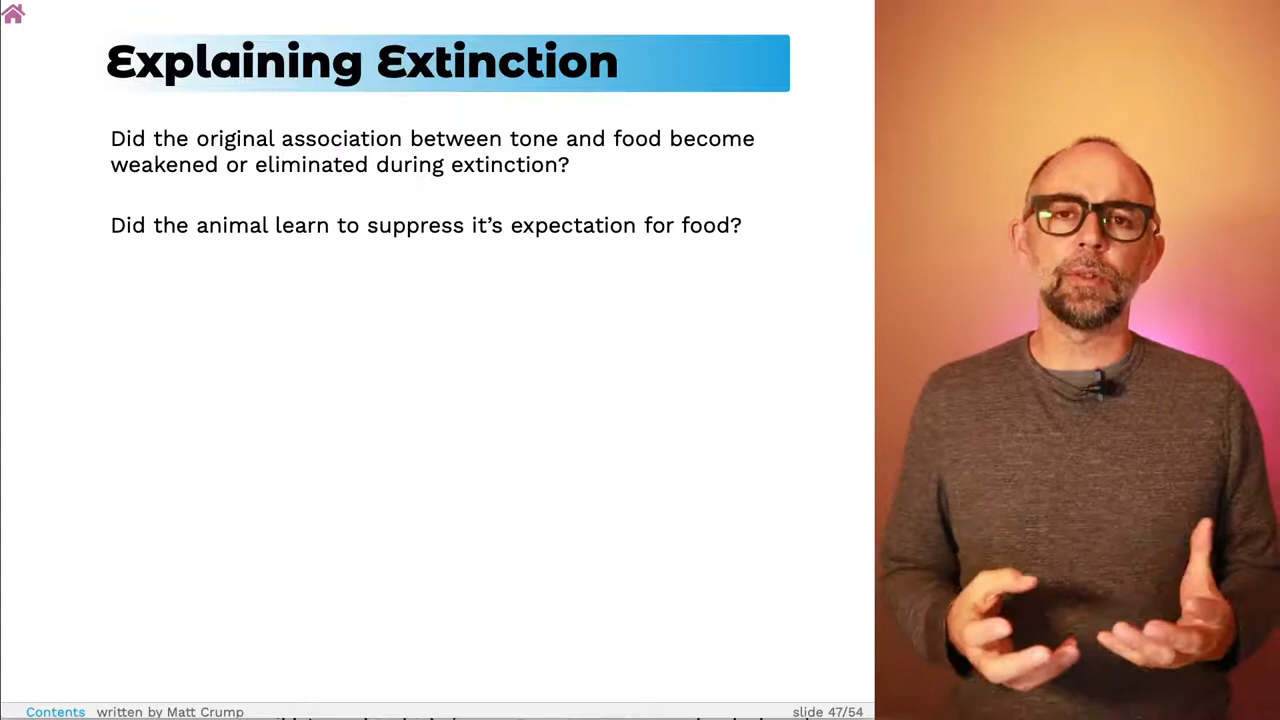 Explaining Extinction
Did the original association between tone and food become
weakened or eliminated during extinction?
Did the animal learn to suppress it’s expectation for food?
Contents written by Matt Crump
slide 47/54